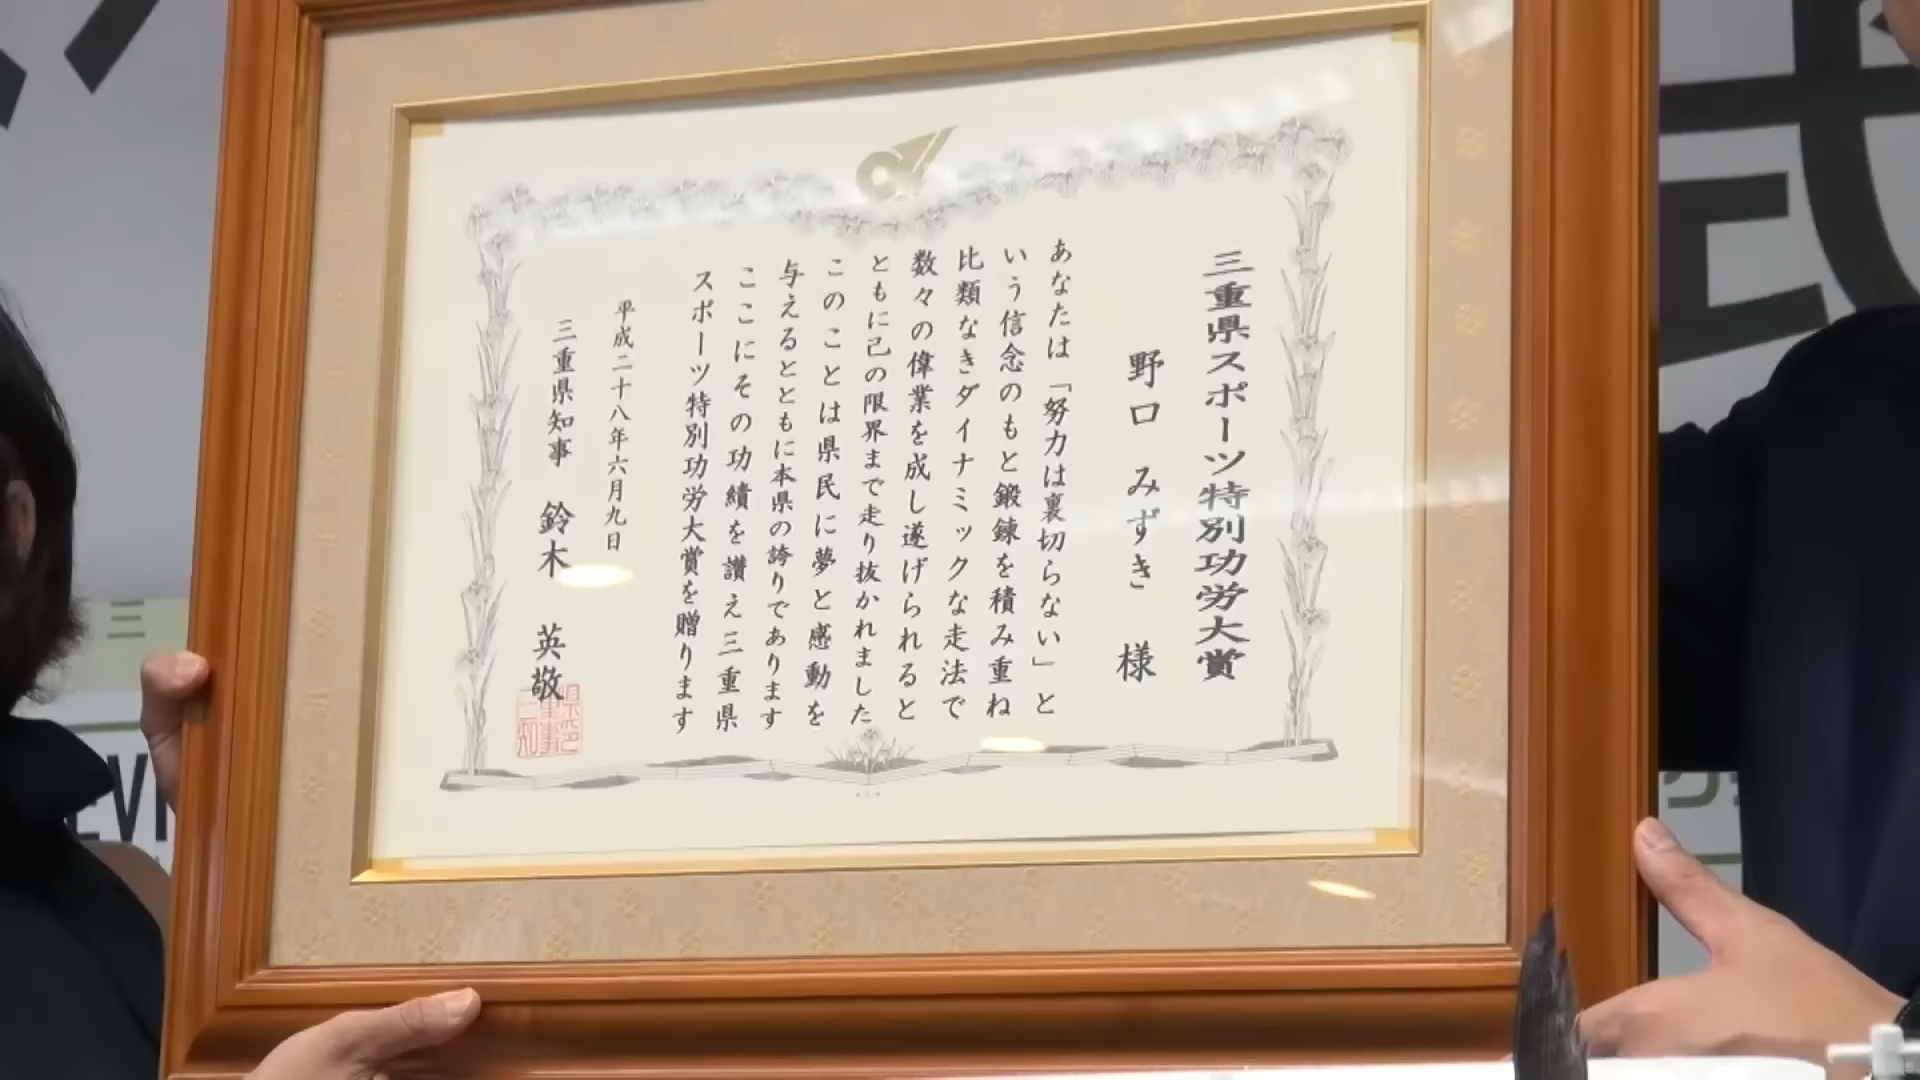 三重県スポーツ特別功労大賞
野口 みずき 様
あなたは「努力は裏切らない」と
いう信念のもと鍛錬を積み重ね
比類なきダイナミックな走法で
数々の偉業を成し遂げられると
ともに己の限界まで走り抜かれました
このことは県民に夢と感動を
与えるとともに本県の誇りであります
ここにその功績を讃え三重県
スポーツ特別功労大賞を贈ります
平成二十八年六月九日
三重県知事 鈴木 英敬